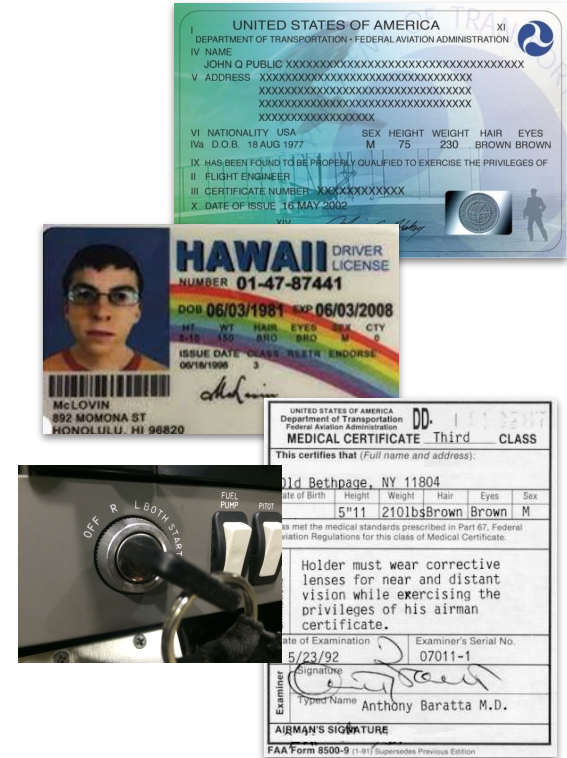 UNITED STATES OF AMERICA XI
DEPARTMENT OF TRANSPORTATION • FEDERAL AVIATION ADMINISTRATION
IV NAME
JOHN Q PUBLIC XXXXXXXXXXXXXXXXXXXXXXXXXXXXXXXXXX
V ADDRESS XXXXXXXXXXXXXXXXXXXXXXXXXXXXXX
XXXXXXXXXXXXXXXXXXXXXXXXXXXXXX
XXXXXXXXXXXXXXXXXXXXXXXXXXXXXX
XXXXXXXXXXXXXXXX
VI NATIONALITY USA SEX HEIGHT WEIGHT HAIR EYES
IVa D.O.B. 18 AUG 1977 M 75 230 BROWN BROWN
IX HAS BEEN FOUND TO BE PROPERLY QUALIFIED TO EXERCISE THE PRIVILEGES OF
II FLIGHT ENGINEER
III CERTIFICATE NUMBER XXXXXXXXXXXX
X DATE OF ISSUE 16 MAY 2002
XIV
HAWAII DRIVER LICENSE
NUMBER 01-47-87441
DOB 06/03/1981 EXP 06/03/2008
HT WT HAIR EYES SEX CTY
5-10 150 BRO BRO M 0
ISSUE DATE CLASS RESTR ENDORSE
06/18/1998 3
McLovin
McLOVIN
892 MOMONA ST
HONOLULU, HI 96820
UNITED STATES OF AMERICA
Department of Transportation
Federal Aviation Administration
DD-
MEDICAL CERTIFICATE Third CLASS
This certifies that (Full name and address):
Old Bethpage, NY 11804
Date of Birth Height Weight Hair Eyes Sex
5"11 210lbs Brown Brown M
has met the medical standards prescribed in Part 67, Federal
Aviation Regulations for this class of Medical Certificate.
Holder must wear corrective
lenses for near and distant
vision while exercising the
privileges of his airman
certificate.
Date of Examination Examiner's Serial No.
5/23/92 07011-1
Examiner
Signature
Typed Name Anthony Baratta M.D.
AIRMAN'S SIGNATURE
FAA Form 8500-9 (1-91) Supersedes Previous Edition
OFF R L BOTH START
FUEL PUMP
PITOT